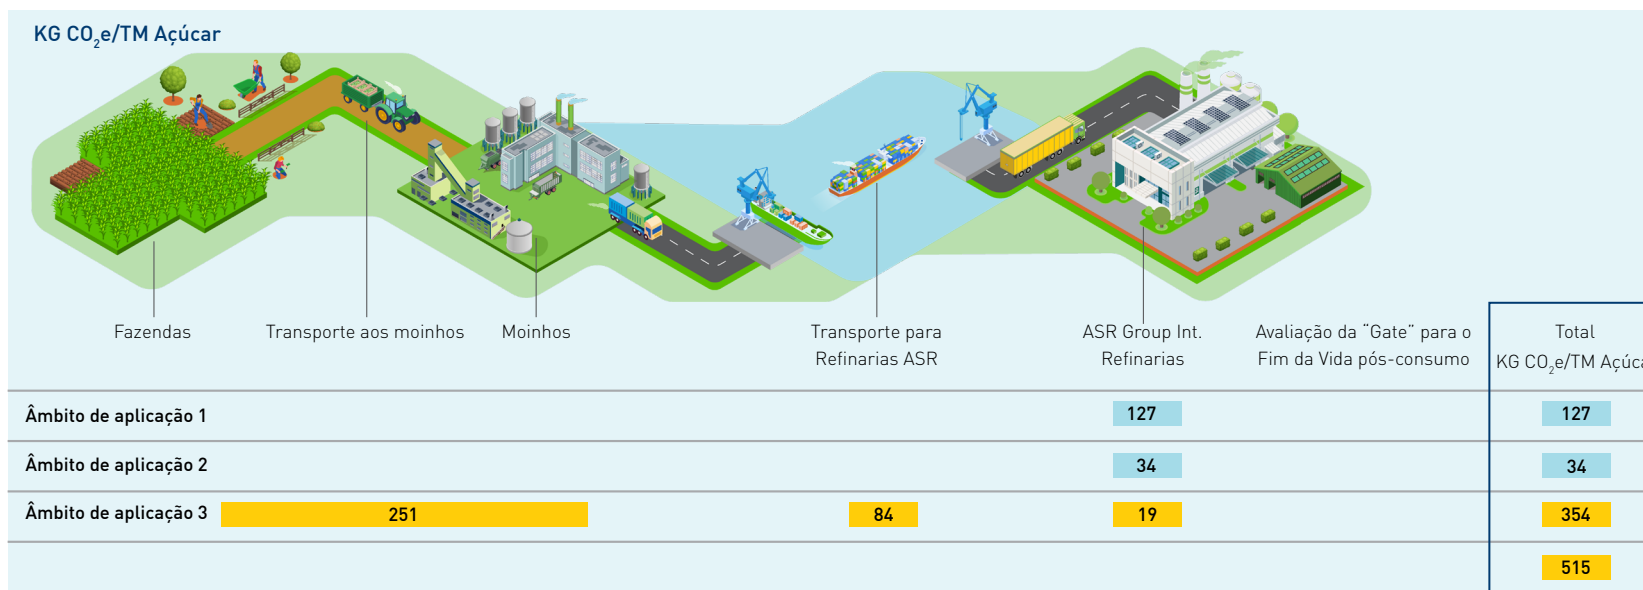 KG CO₂e/TM Açúcar
Fazendas
Transporte aos moinhos
Moinhos
Transporte para
Refinarias ASR
ASR Group Int.
Refinarias
Avaliação da “Gate” para o
Fim da Vida pós-consumo
Total
KG CO₂e/TM Açúca
Âmbito de aplicação 1 127 127
Âmbito de aplicação 2 34 34
Âmbito de aplicação 3 251 84 19 354
515